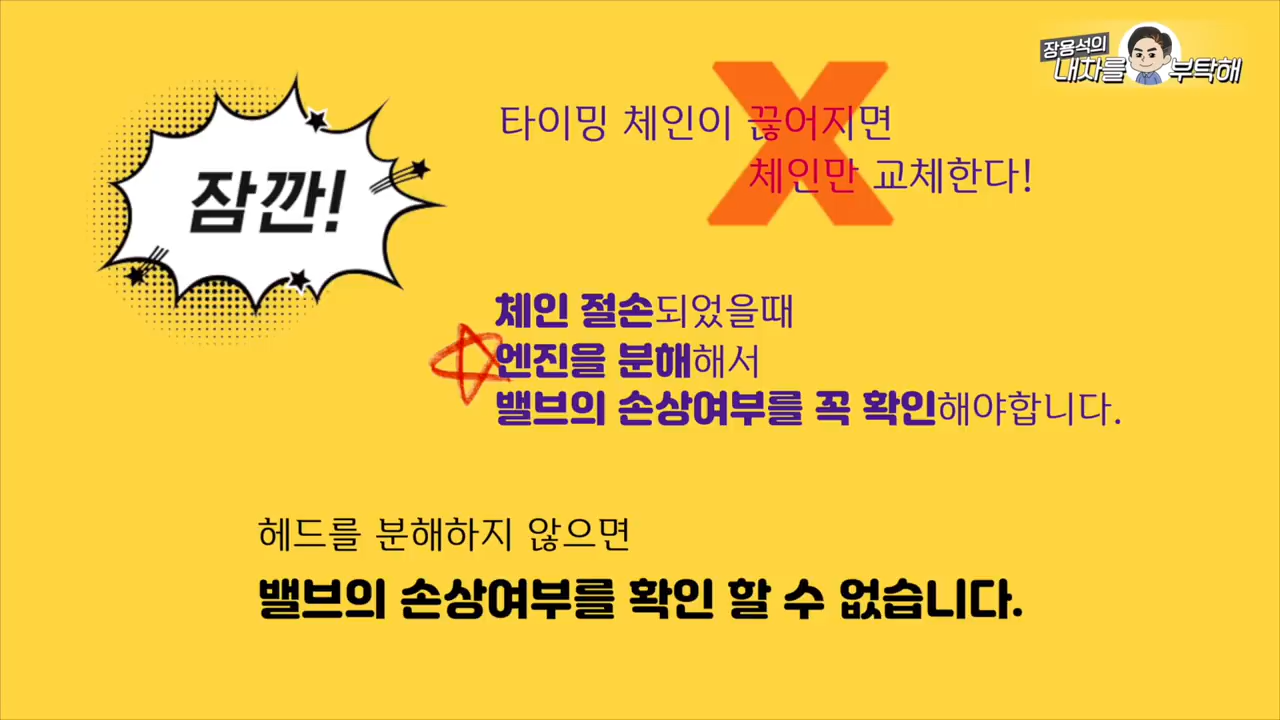 장용석의
내차를 부탁해
잠깐!
타이밍 체인이 끊어지면
체인만 교체한다!
X
체인 절손되었을때
엔진을 분해해서
밸브의 손상여부를 꼭 확인해야합니다.
헤드를 분해하지 않으면
밸브의 손상여부를 확인 할 수 없습니다.